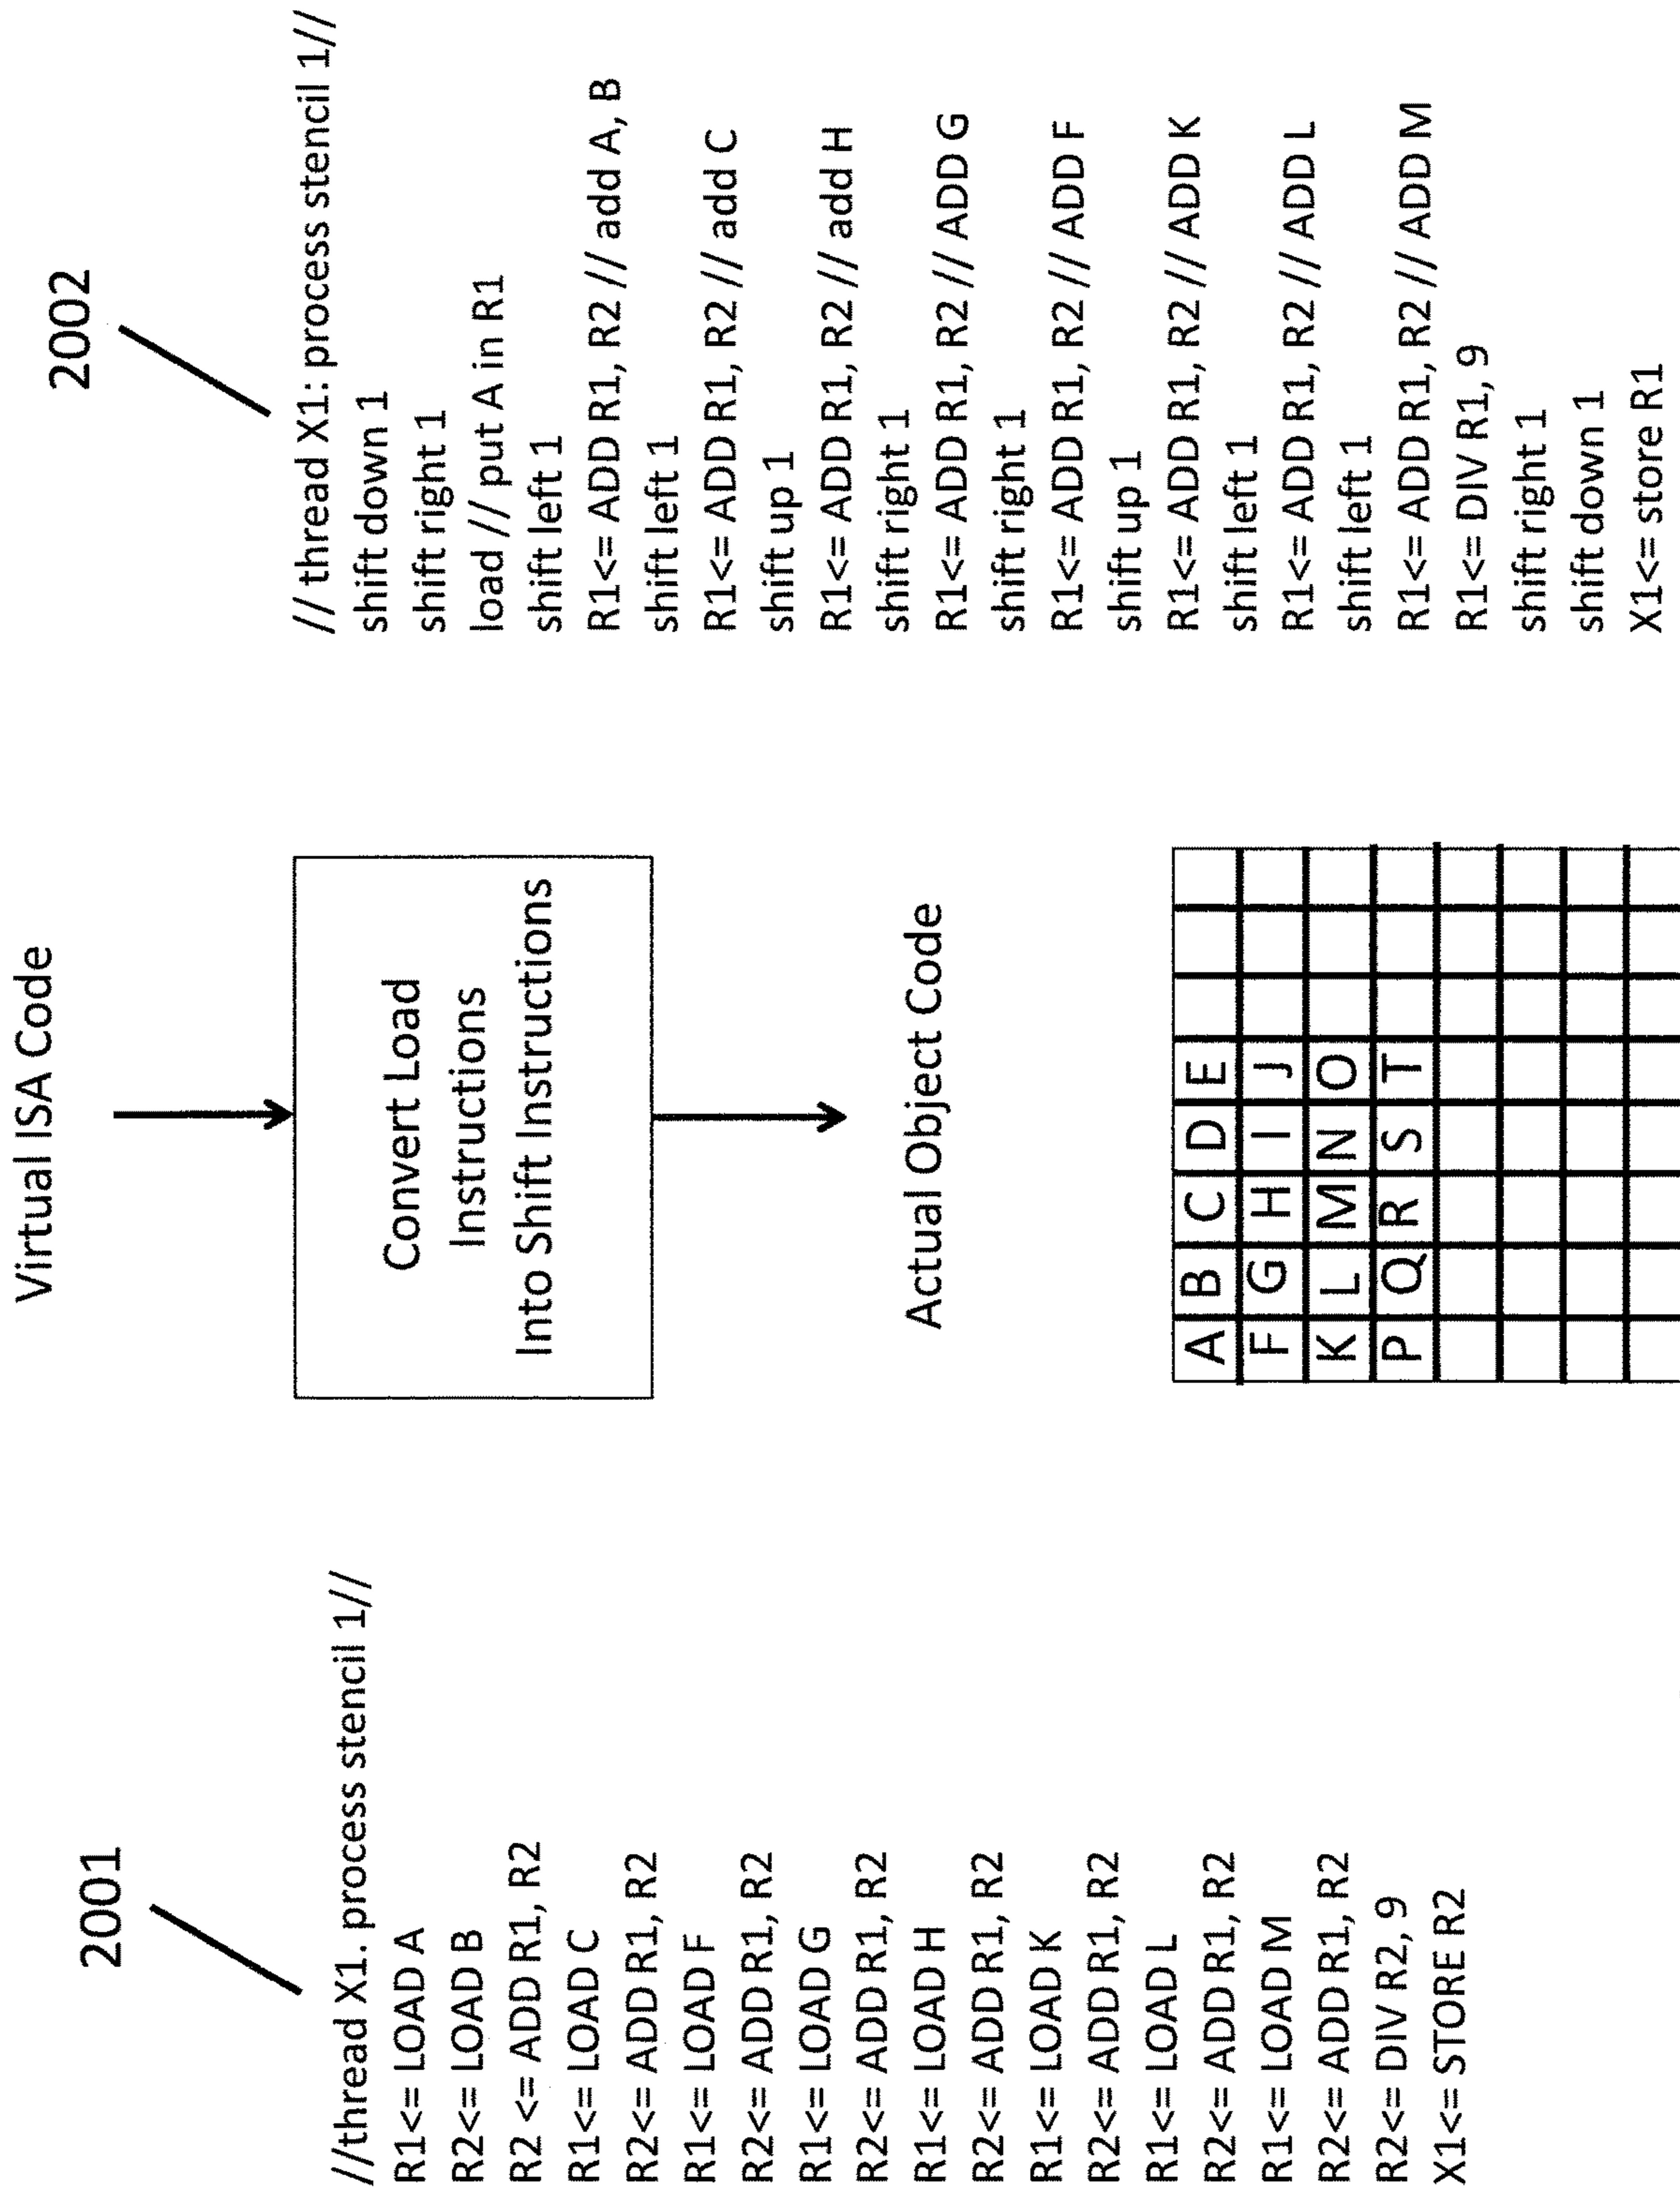 2001
//thread X1. process stencil 1//
R1<= LOAD A
R2<= LOAD B
R2 <= ADD R1, R2
R1<= LOAD C
R2<= ADD R1, R2
R1<= LOAD F
R2<= ADD R1, R2
R1<= LOAD G
R2<= ADD R1, R2
R1<= LOAD H
R2<= ADD R1, R2
R1<= LOAD K
R2<= ADD R1, R2
R1<= LOAD L
R2<= ADD R1, R2
R1<= LOAD M
R2<= ADD R1, R2
R2<= DIV R2, 9
X1<= STORE R2
Virtual ISA Code
Convert Load
Instructions
Into Shift Instructions
Actual Object Code
A B C D E
F G H I J
K L M N O
P Q R S T
2002
// thread X1: process stencil 1//
shift down 1
shift right 1
load // put A in R1
shift left 1
R1<= ADD R1, R2 // add A, B
shift left 1
R1<= ADD R1, R2 // add C
shift up 1
R1<= ADD R1, R2 // add H
shift right 1
R1<= ADD R1, R2 // ADD G
shift right 1
R1<= ADD R1, R2 // ADD F
shift up 1
R1<= ADD R1, R2 // ADD K
shift left 1
R1<= ADD R1, R2 // ADD L
shift left 1
R1<= ADD R1, R2 // ADD M
R1<= DIV R1, 9
shift right 1
shift down 1
X1<= store R1